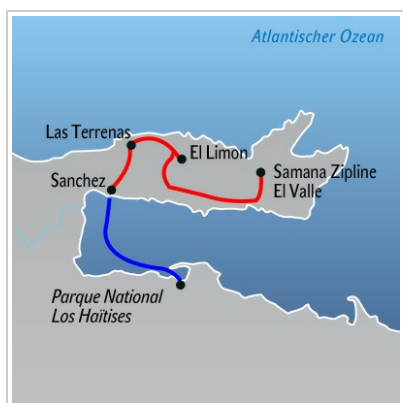 Atlantischer Ozean
Las Terrenas
El Limon
Samana Zipline
El Valle
Sanchez
Parque National
Los Haïtises